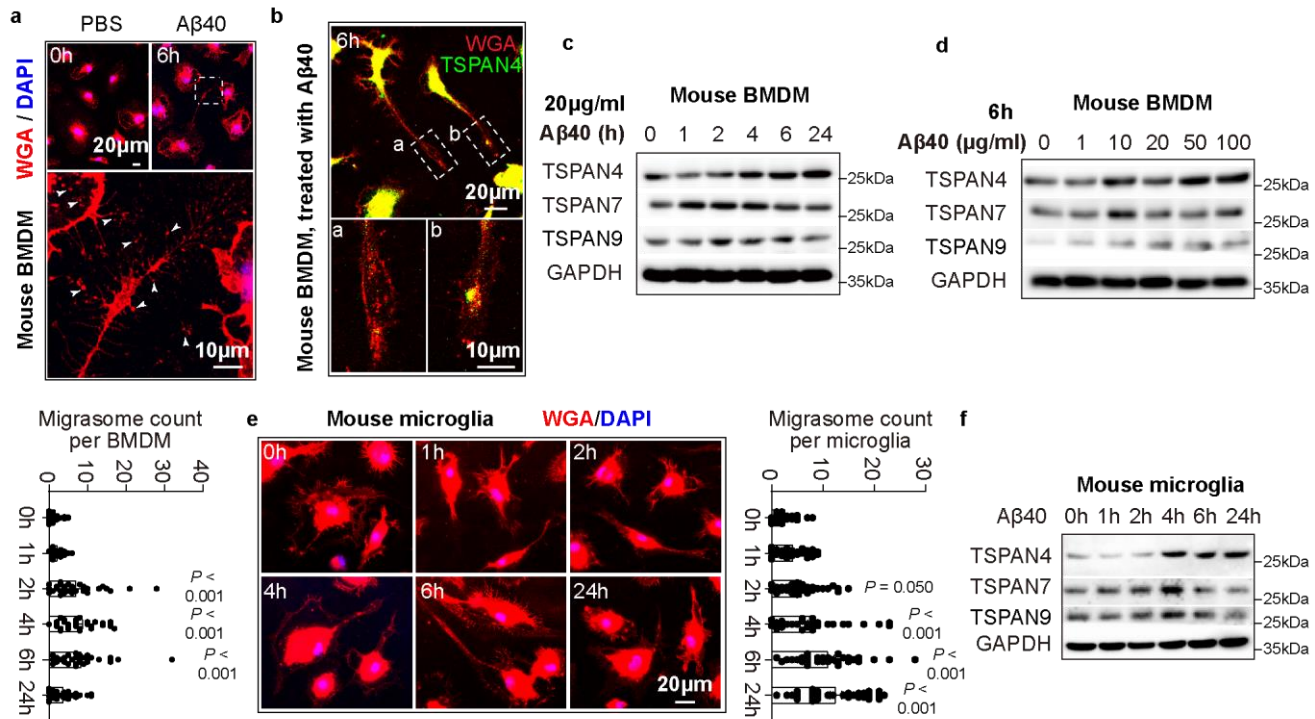 a
PBS
Aβ40
0h
6h
20μm
10μm
WGA / DAPI
Mouse BMDM
b
Mouse BMDM, treated with Aβ40
6h
WGA
TSPAN4
a
b
20μm
a
b
10μm
c
20μg/ml
Mouse BMDM
Aβ40 (h) 0 1 2 4 6 24
TSPAN4
25kDa
TSPAN7
25kDa
TSPAN9
25kDa
GAPDH
35kDa
d
6h
Mouse BMDM
Aβ40 (μg/ml) 0 1 10 20 50 100
TSPAN4
25kDa
TSPAN7
25kDa
TSPAN9
25kDa
GAPDH
35kDa
Migrasome count
per BMDM
0 10 20 30 40
0h
1h
2h
P <
0.001
4h
P <
0.001
6h
P <
0.001
24h
e
Mouse microglia
WGA/DAPI
0h
1h
2h
4h
6h
24h
20μm
Migrasome count
per microglia
0 10 20 30
0h
1h
2h
P = 0.050
4h
P <
0.001
6h
P <
0.001
24h
P <
0.001
f
Mouse microglia
Aβ40 0h 1h 2h 4h 6h 24h
TSPAN4
25kDa
TSPAN7
25kDa
TSPAN9
25kDa
GAPDH
35kDa